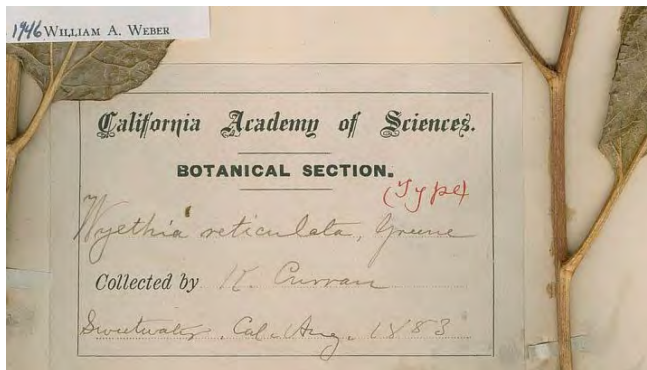 1946 WILLIAM A. WEBER
California Academy of Sciences.
BOTANICAL SECTION.
(Type)
Wyethia reticulata, Greene
Collected by K. Curran
Sweetwater, Cal. Aug. 1883